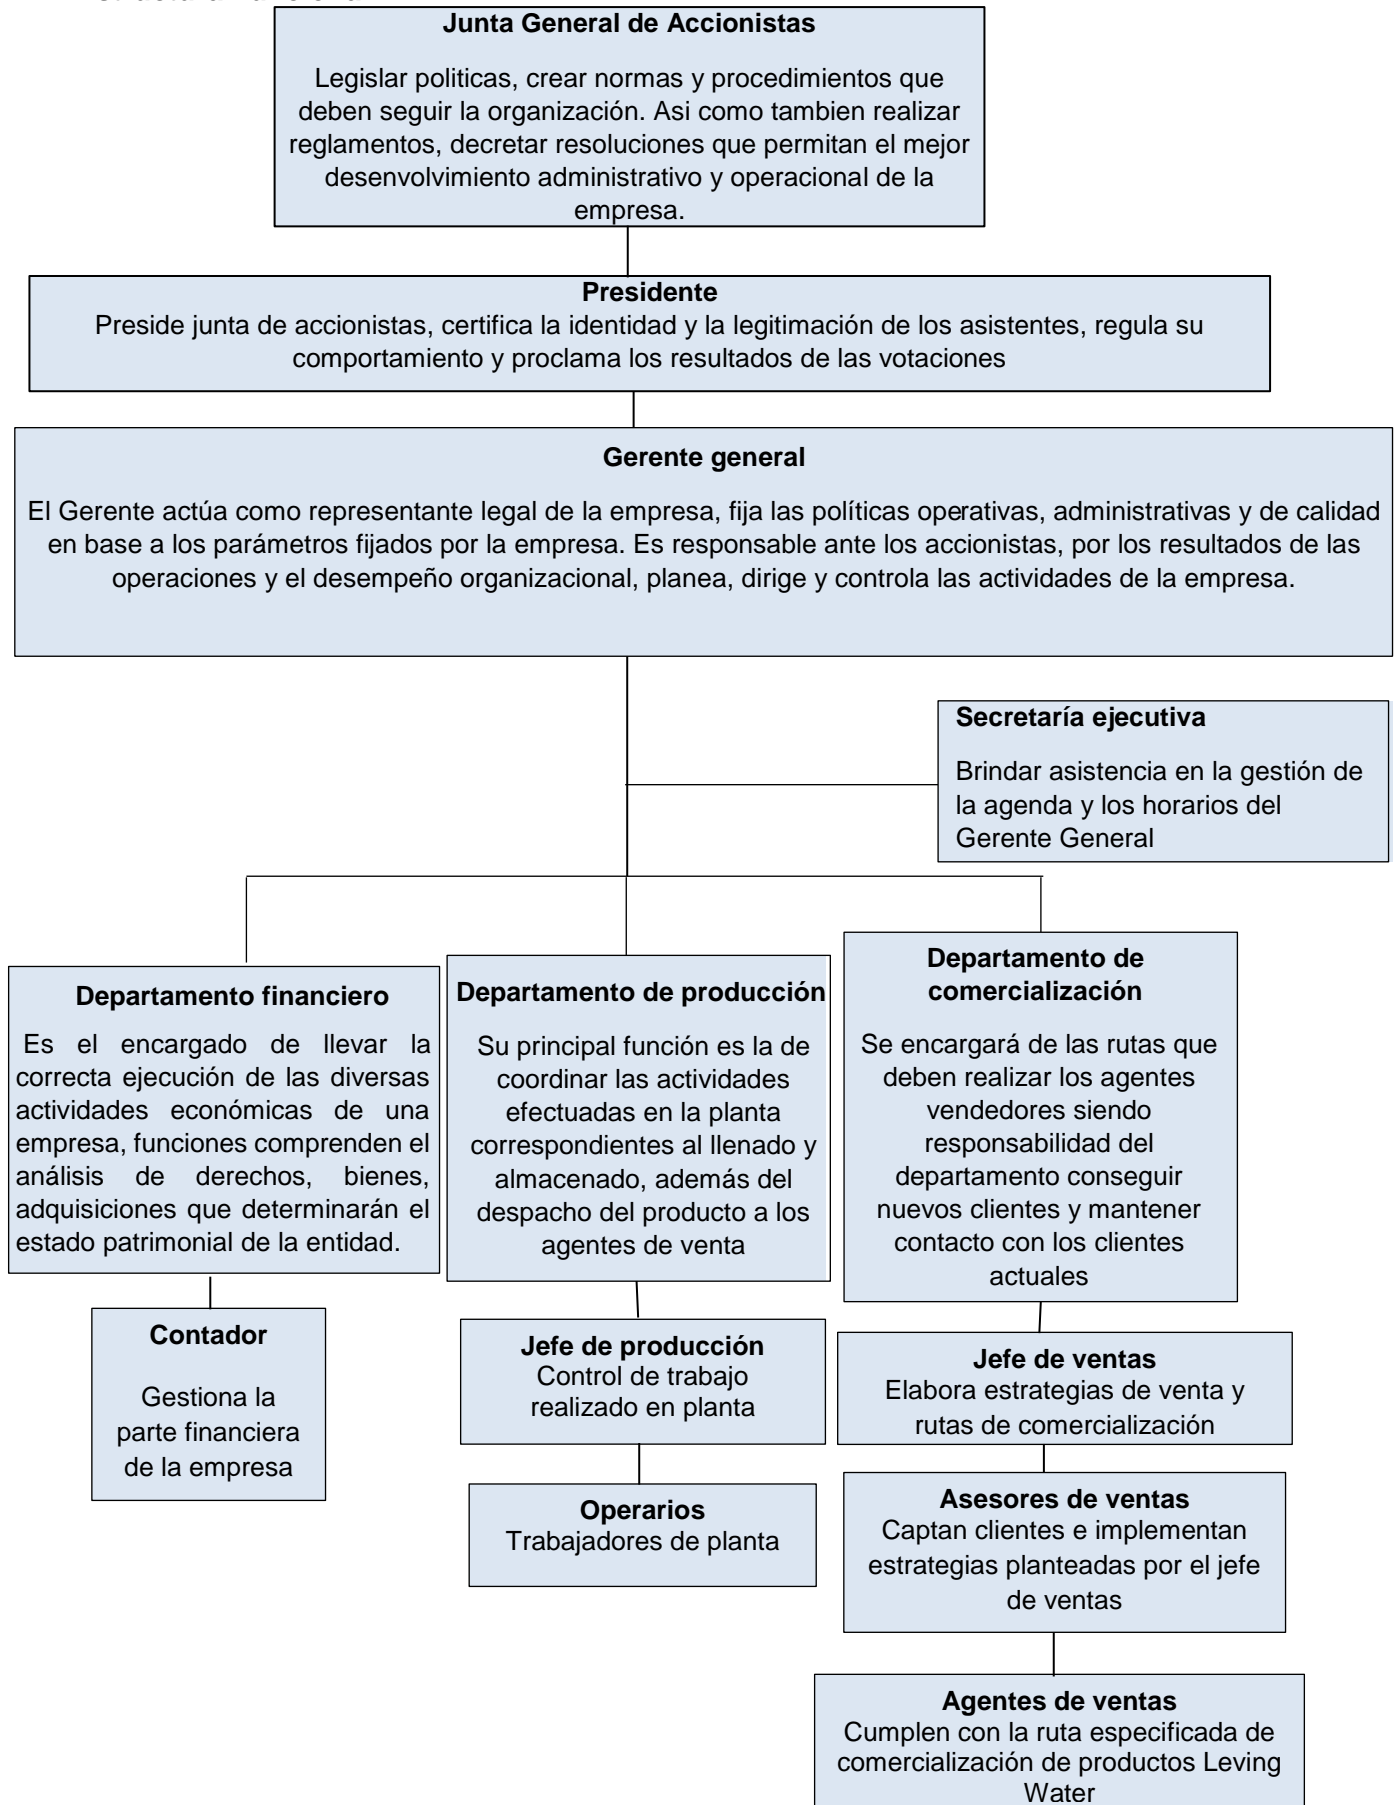 Junta General de Accionistas
Legislar politicas, crear normas y procedimientos que
deben seguir la organización. Asi como tambien realizar
reglamentos, decretar resoluciones que permitan el mejor
desenvolvimiento administrativo y operacional de la
empresa.
Presidente
Preside junta de accionistas, certifica la identidad y la legitimación de los asistentes, regula su
comportamiento y proclama los resultados de las votaciones
Gerente general
El Gerente actúa como representante legal de la empresa, fija las políticas operativas, administrativas y de calidad
en base a los parámetros fijados por la empresa. Es responsable ante los accionistas, por los resultados de las
operaciones y el desempeño organizacional, planea, dirige y controla las actividades de la empresa.
Secretaría ejecutiva
Brindar asistencia en la gestión de
la agenda y los horarios del
Gerente General
Departamento financiero
Es el encargado de llevar la
correcta ejecución de las diversas
actividades económicas de una
empresa, funciones comprenden el
análisis de derechos, bienes,
adquisiciones que determinarán el
estado patrimonial de la entidad.
Contador
Gestiona la
parte financiera
de la empresa
Departamento de producción
Su principal función es la de
coordinar las actividades
efectuadas en la planta
correspondientes al llenado y
almacenado, además del
despacho del producto a los
agentes de venta
Jefe de producción
Control de trabajo
realizado en planta
Operarios
Trabajadores de planta
Departamento de
comercialización
Se encargará de las rutas que
deben realizar los agentes
vendedores siendo
responsabilidad del
departamento conseguir
nuevos clientes y mantener
contacto con los clientes
actuales
Jefe de ventas
Elabora estrategias de venta y
rutas de comercialización
Asesores de ventas
Captan clientes e implementan
estrategias planteadas por el jefe
de ventas
Agentes de ventas
Cumplen con la ruta especificada de
comercialización de productos Leving
Water